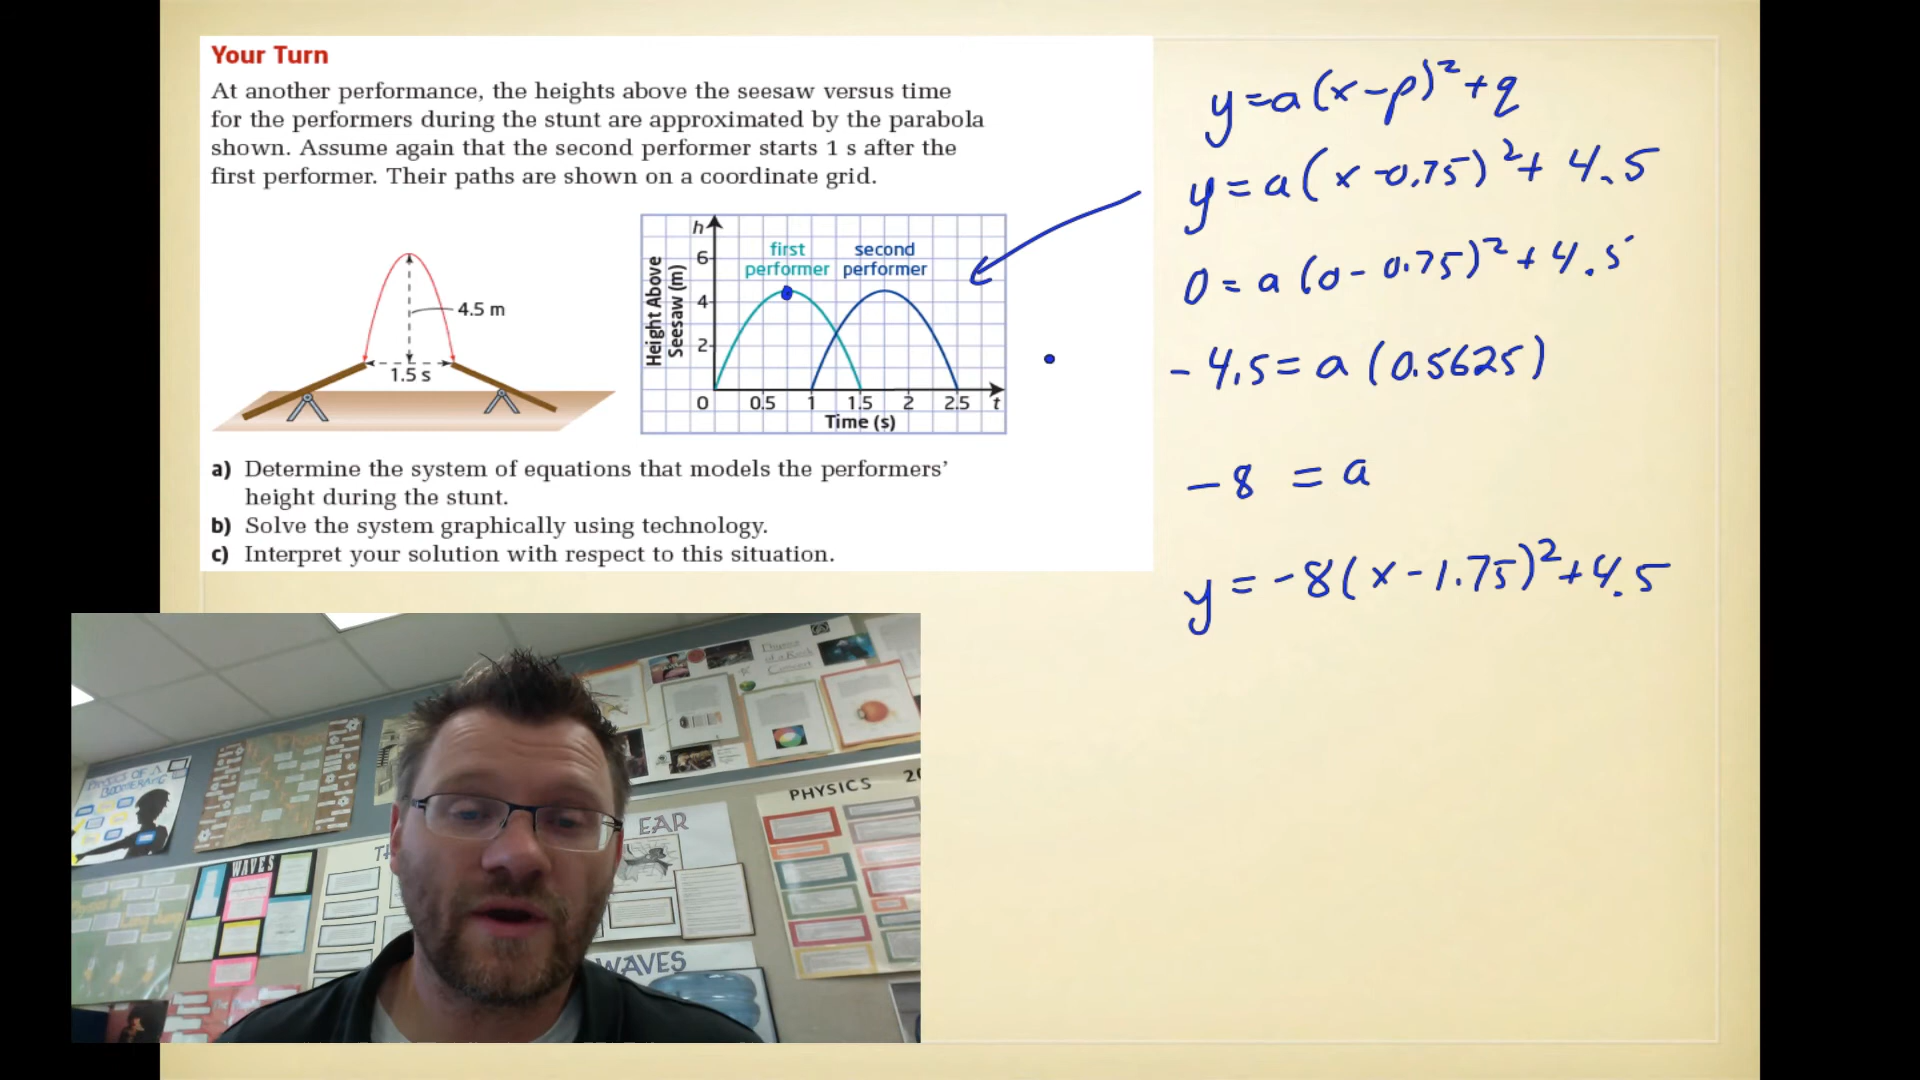 Your Turn
At another performance, the heights above the seesaw versus time
for the performers during the stunt are approximated by the parabola
shown. Assume again that the second performer starts 1 s after the
first performer. Their paths are shown on a coordinate grid.
4.5 m
1.5 s
h
Height Above
Seesaw (m)
first
performer
second
performer
6
4
2
0 0.5 1 1.5 2 2.5 t
Time (s)
a) Determine the system of equations that models the performers’
height during the stunt.
b) Solve the system graphically using technology.
c) Interpret your solution with respect to this situation.
y=a(x-p)²+q
y=a(x-0.75)²+4.5
0=a(0-0.75)²+4.5
-4.5=a(0.5625)
-8=a
y=-8(x-1.75)²+4.5
PHYSICS OF A
BOOMERANG
WAVES
TH
EAR
WAVES
PHYSICS 20